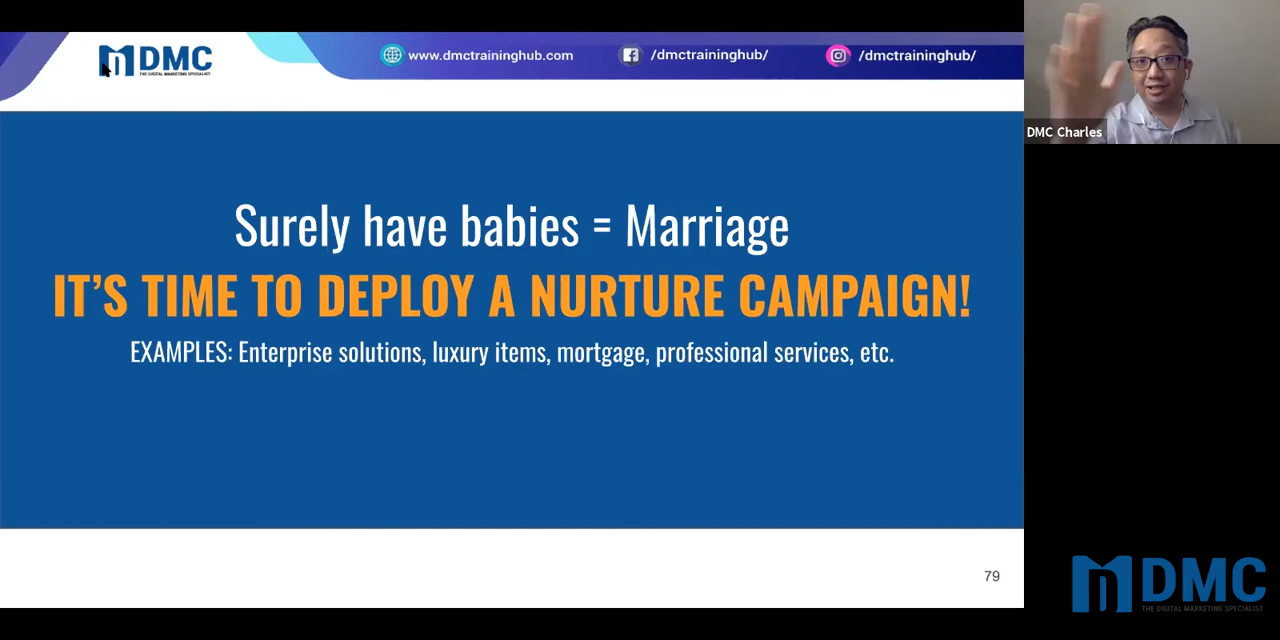 DMC
THE DIGITAL MARKETING SPECIALIST
www.dmctraininghub.com
/dmctraininghub/
/dmctraininghub/
DMC Charles
Surely have babies = Marriage
IT’S TIME TO DEPLOY A NURTURE CAMPAIGN!
EXAMPLES: Enterprise solutions, luxury items, mortgage, professional services, etc.
79
DMC
THE DIGITAL MARKETING SPECIALIST